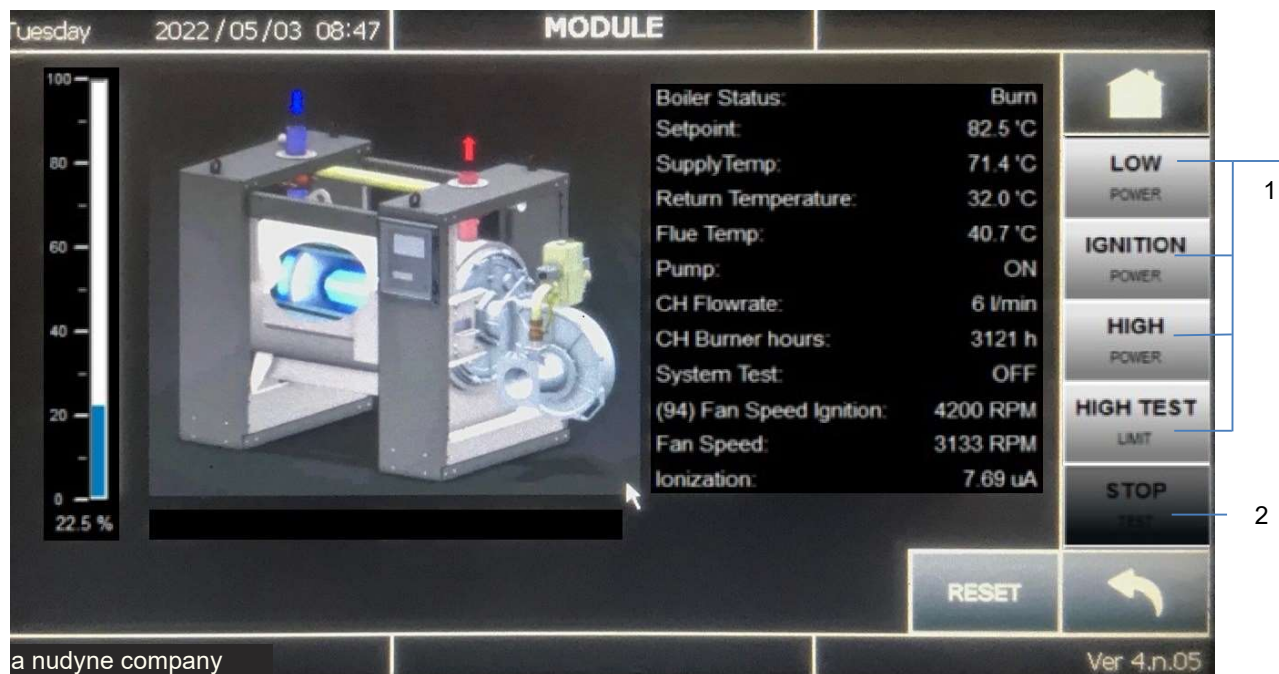 Tuesday 2022/05/03 08:47 MODULE
100
80
60
40
20
0
22.5 %
Boiler Status: Burn
Setpoint: 82.5 'C
SupplyTemp: 71.4 'C
Return Temperature: 32.0 'C
Flue Temp: 40.7 'C
Pump: ON
CH Flowrate: 6 l/min
CH Burner hours: 3121 h
System Test: OFF
(94) Fan Speed Ignition: 4200 RPM
Fan Speed: 3133 RPM
Ionization: 7.69 uA
LOW
POWER
IGNITION
POWER
HIGH
POWER
HIGH TEST
LIMIT
STOP
TEST
1
2
RESET
a nudyne company
Ver 4.n.05